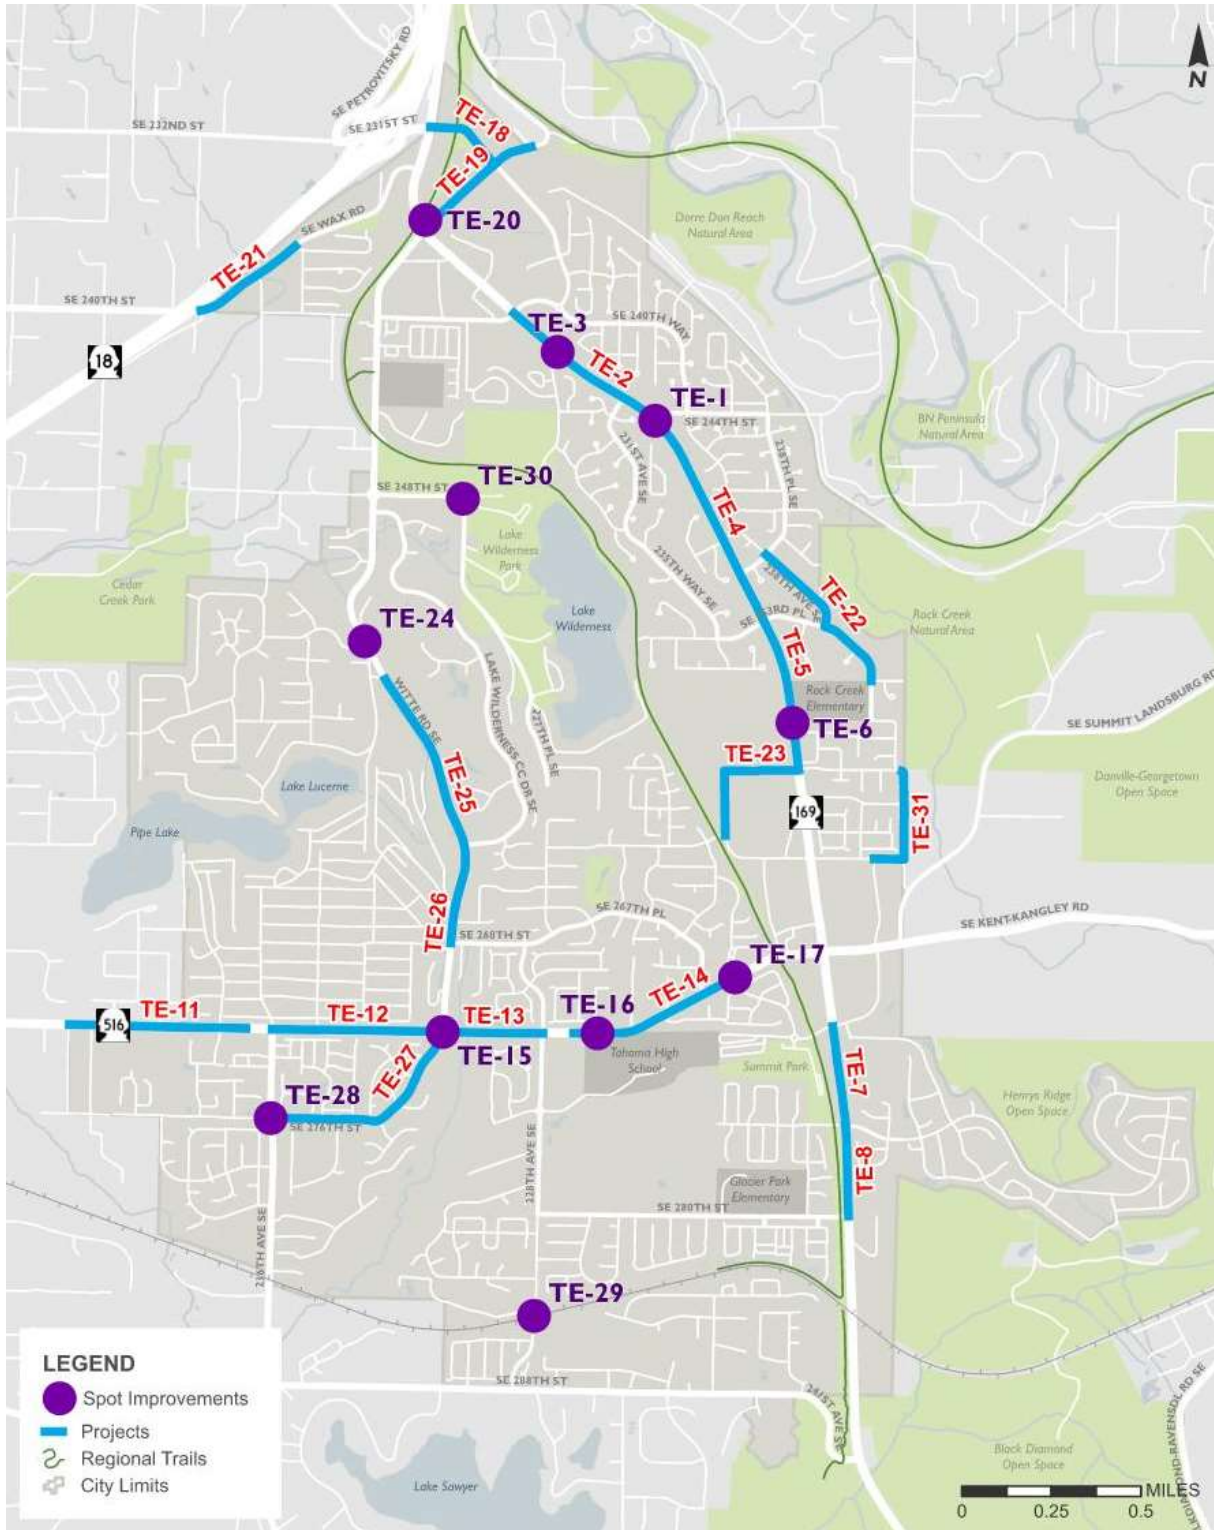 SE PETROVITSKY RD
N
SE 232ND ST
SE 231ST ST
TE-18
TE-19
SE WAX RD
TE-20
Dorre Don Reach
Natural Area
TE-21
SE 240TH ST
18
TE-3
SE 240TH WAY
TE-2
TE-1
SE 244TH ST
BN Peninsula
Natural Area
231ST AVE SE
238TH PL SE
TE-30
SE 248TH ST
TE-4
Lake
Wilderness
Park
235TH WAY SE
236TH AVE SE
TE-22
Cedar
Creek Park
Lake
Wilderness
Rock Creek
Natural Area
TE-24
TE-5
WITTE RD SE
LAKE WILDERNESS CC DR SE
227TH PL SE
Rock Creek
Elementary
TE-6
SE SUMMIT LANDSBURG RD
TE-23
TE-25
Lake Lucerne
Danville-Georgetown
Open Space
169
TE-31
Pipe Lake
TE-26
SE 267TH PL
SE 268TH ST
SE KENT-KANGLEY RD
TE-17
TE-14
TE-11
TE-12
TE-13
TE-16
516
TE-15
Tahoma High
School
TE-27
Summit Park
TE-7
TE-28
SE 276TH ST
Henrys Ridge
Open Space
228TH AVE SE
TE-8
Glacier Park
Elementary
SE 280TH ST
TE-29
SE 288TH ST
Black Diamond
Open Space
Lake Sawyer
LEGEND
Spot Improvements
Projects
Regional Trails
City Limits
MILES
0 0.25 0.5